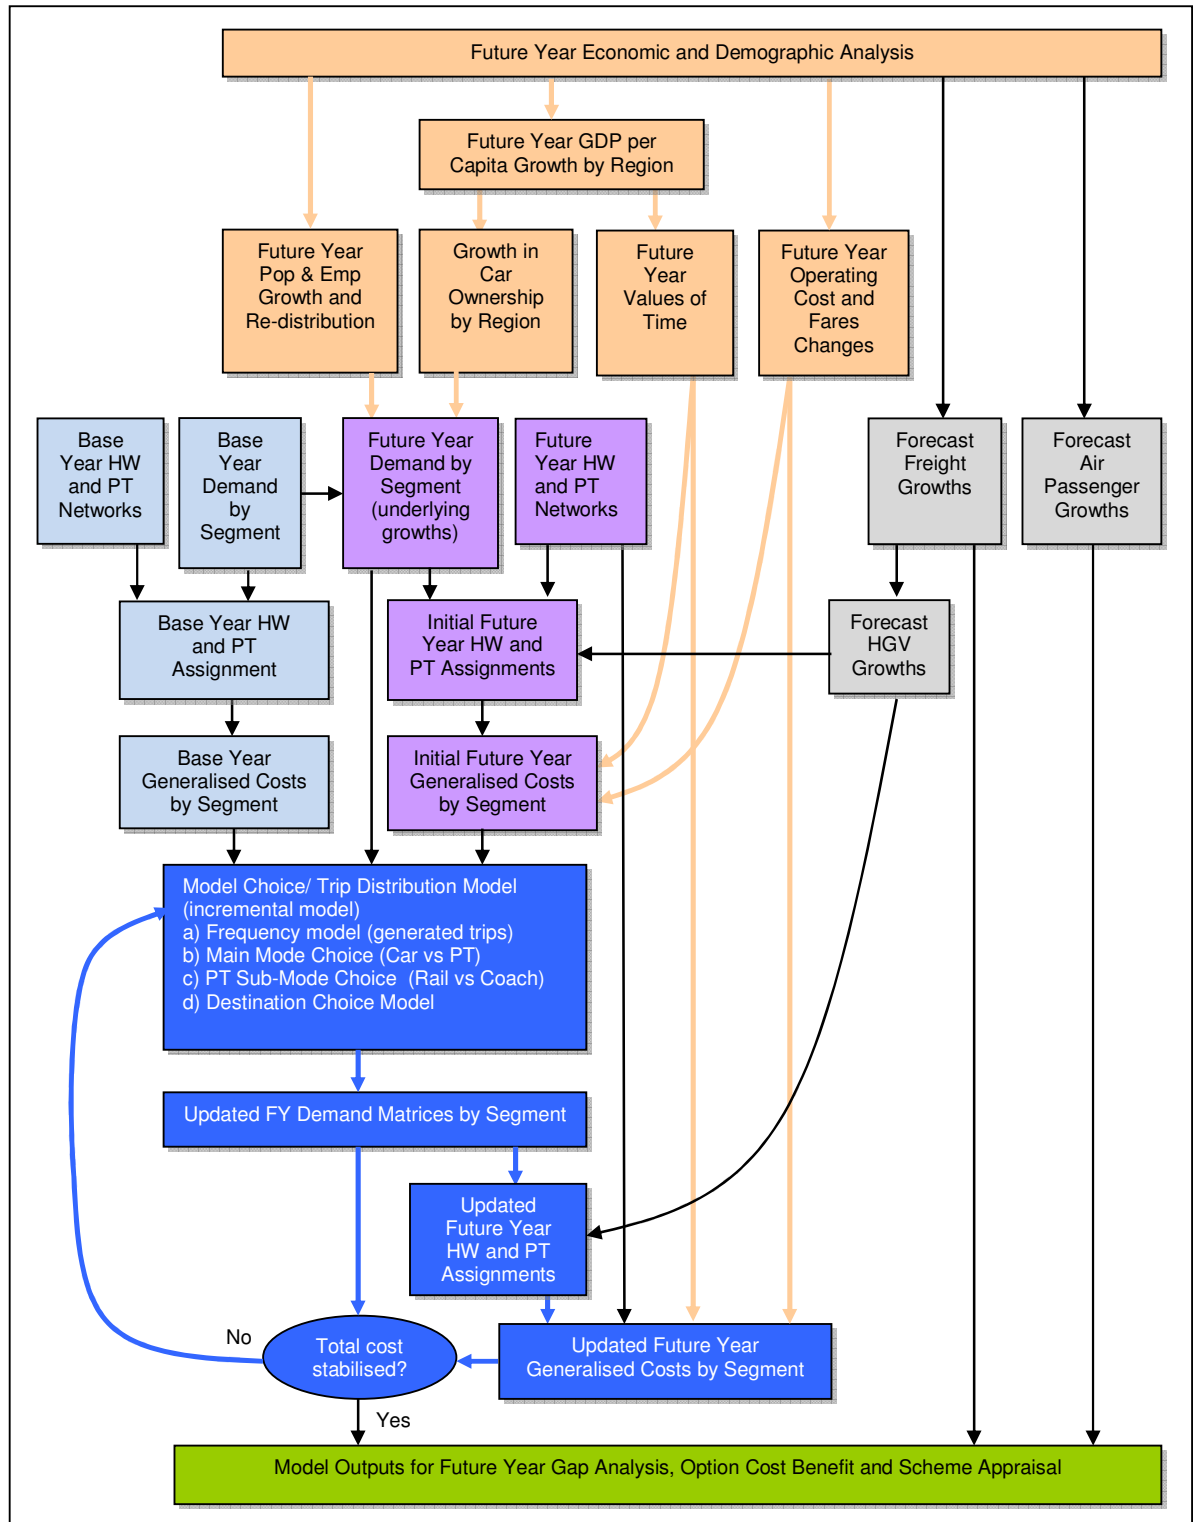 Future Year Economic and Demographic Analysis
Future Year GDP per
Capita Growth by Region
Future Year
Pop & Emp
Growth and
Re-distribution
Growth in
Car
Ownership
by Region
Future
Year
Values of
Time
Future Year
Operating
Cost and
Fares
Changes
Base
Year HW
and PT
Networks
Base
Year
Demand
by
Segment
Future Year
Demand by
Segment
(underlying
growths)
Future
Year HW
and PT
Networks
Forecast
Freight
Growths
Forecast
Air
Passenger
Growths
Base Year HW
and PT
Assignment
Initial Future
Year HW and
PT Assignments
Forecast
HGV
Growths
Base Year
Generalised Costs
by Segment
Initial Future Year
Generalised Costs
by Segment
Model Choice/ Trip Distribution Model
(incremental model)
a) Frequency model (generated trips)
b) Main Mode Choice (Car vs PT)
c) PT Sub-Mode Choice (Rail vs Coach)
d) Destination Choice Model
Updated FY Demand Matrices by Segment
Updated
Future Year
HW and PT
Assignments
No
Total cost
stabilised?
Updated Future Year
Generalised Costs by Segment
Yes
Model Outputs for Future Year Gap Analysis, Option Cost Benefit and Scheme Appraisal